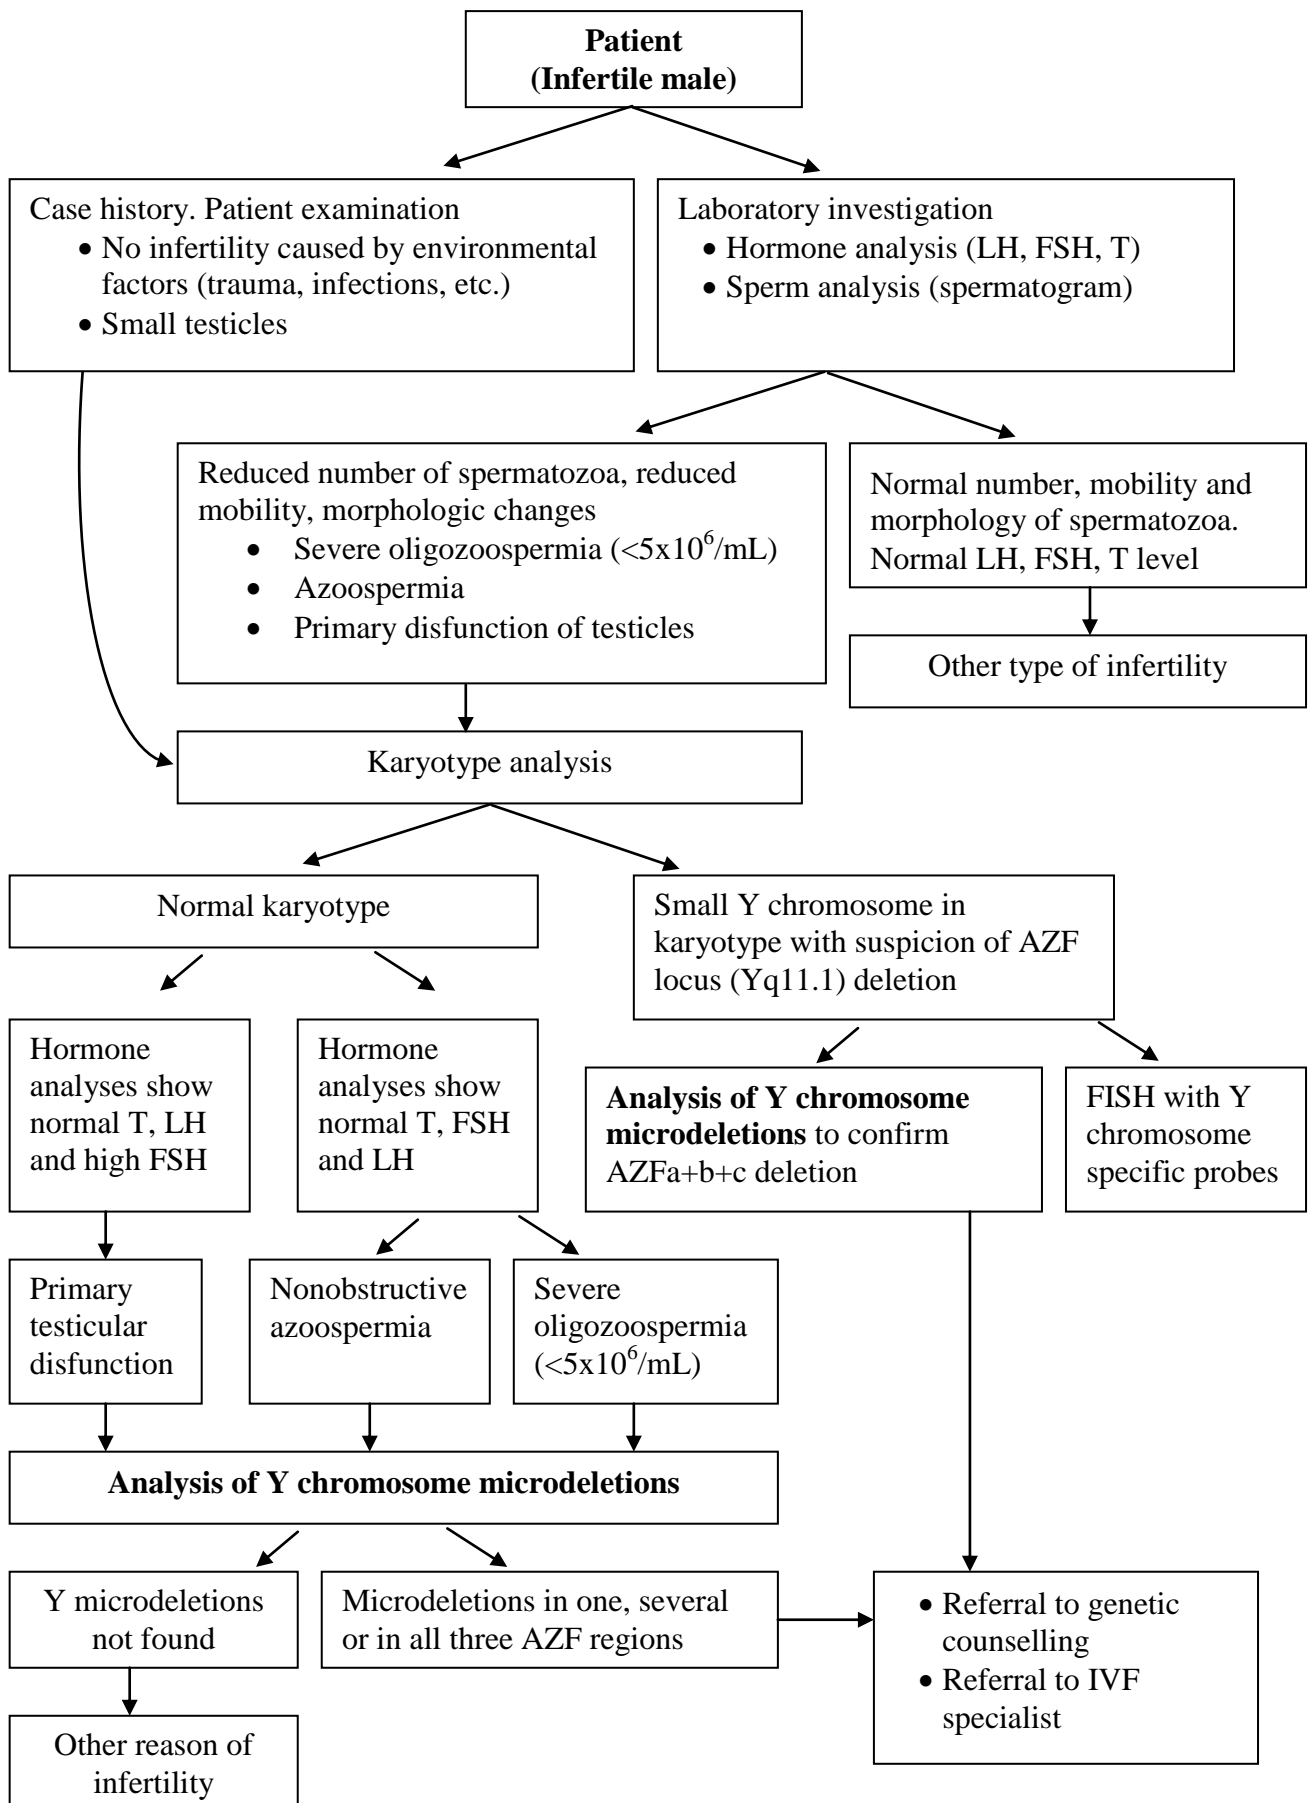 Patient
(Infertile male)
Case history. Patient examination
• No infertility caused by environmental
factors (trauma, infections, etc.)
• Small testicles
Laboratory investigation
• Hormone analysis (LH, FSH, T)
• Sperm analysis (spermatogram)
Reduced number of spermatozoa, reduced
mobility, morphologic changes
• Severe oligozoospermia (<5x10⁶/mL)
• Azoospermia
• Primary disfunction of testicles
Normal number, mobility and
morphology of spermatozoa.
Normal LH, FSH, T level
Other type of infertility
Karyotype analysis
Normal karyotype
Small Y chromosome in
karyotype with suspicion of AZF
locus (Yq11.1) deletion
Hormone
analyses show
normal T, LH
and high FSH
Hormone
analyses show
normal T, FSH
and LH
Analysis of Y chromosome
microdeletions to confirm
AZFa+b+c deletion
FISH with Y
chromosome
specific probes
Primary
testicular
disfunction
Nonobstructive
azoospermia
Severe
oligozoospermia
(<5x10⁶/mL)
Analysis of Y chromosome microdeletions
Y microdeletions
not found
Microdeletions in one, several
or in all three AZF regions
• Referral to genetic
counselling
• Referral to IVF
specialist
Other reason of
infertility